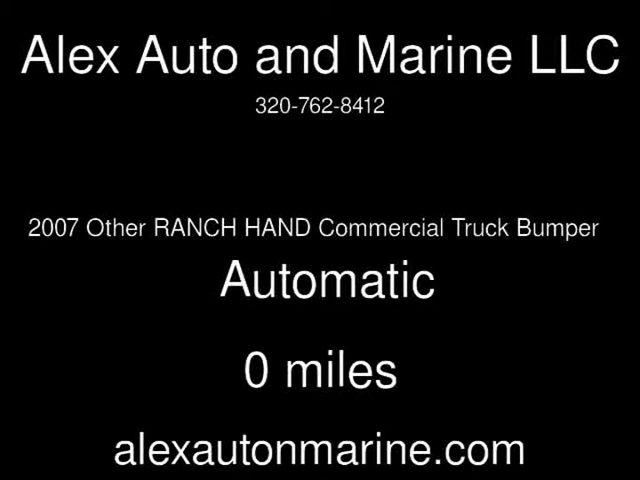 Alex Auto and Marine LLC
320-762-8412
2007 Other RANCH HAND Commercial Truck Bumper
Automatic
0 miles
alexautonmarine.com